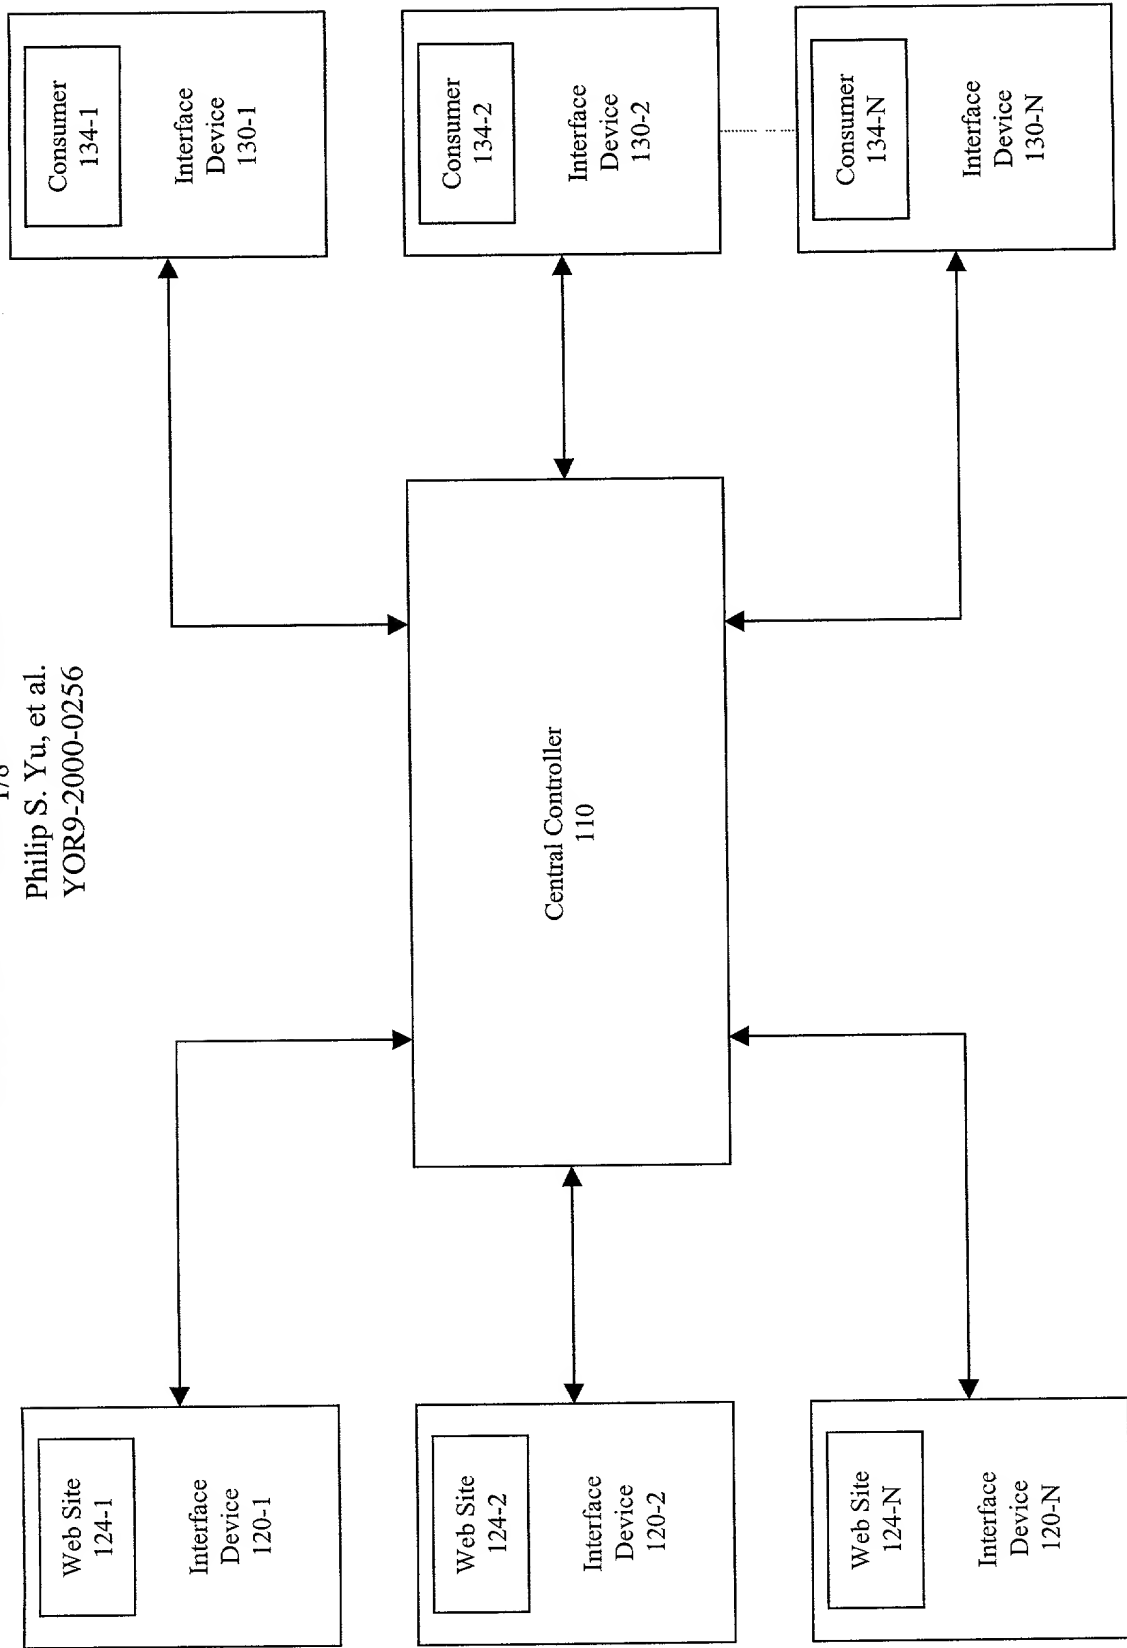 1/8
Philip S. Yu, et al.
YOR9-2000-0256
Web Site
124-1
Interface
Device
120-1
Consumer
134-1
Interface
Device
130-1
Web Site
124-2
Interface
Device
120-2
Central Controller
110
Consumer
134-2
Interface
Device
130-2
Web Site
124-N
Interface
Device
120-N
Consumer
134-N
Interface
Device
130-N